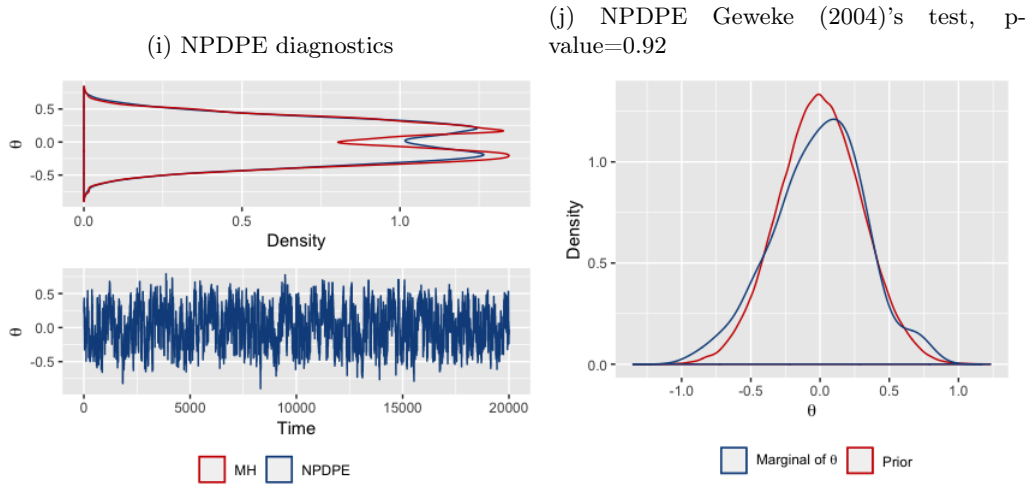 (i) NPDPE diagnostics
0.5
0.0
-0.5
θ
0.0
0.5
1.0
Density
0.5
0.0
-0.5
θ
0
5000
10000
15000
20000
Time
MH
NPDPE
(j) NPDPE Geweke (2004)'s test, p-
value=0.92
1.0
0.5
0.0
Density
-1.0
-0.5
0.0
0.5
1.0
θ
Marginal of θ
Prior